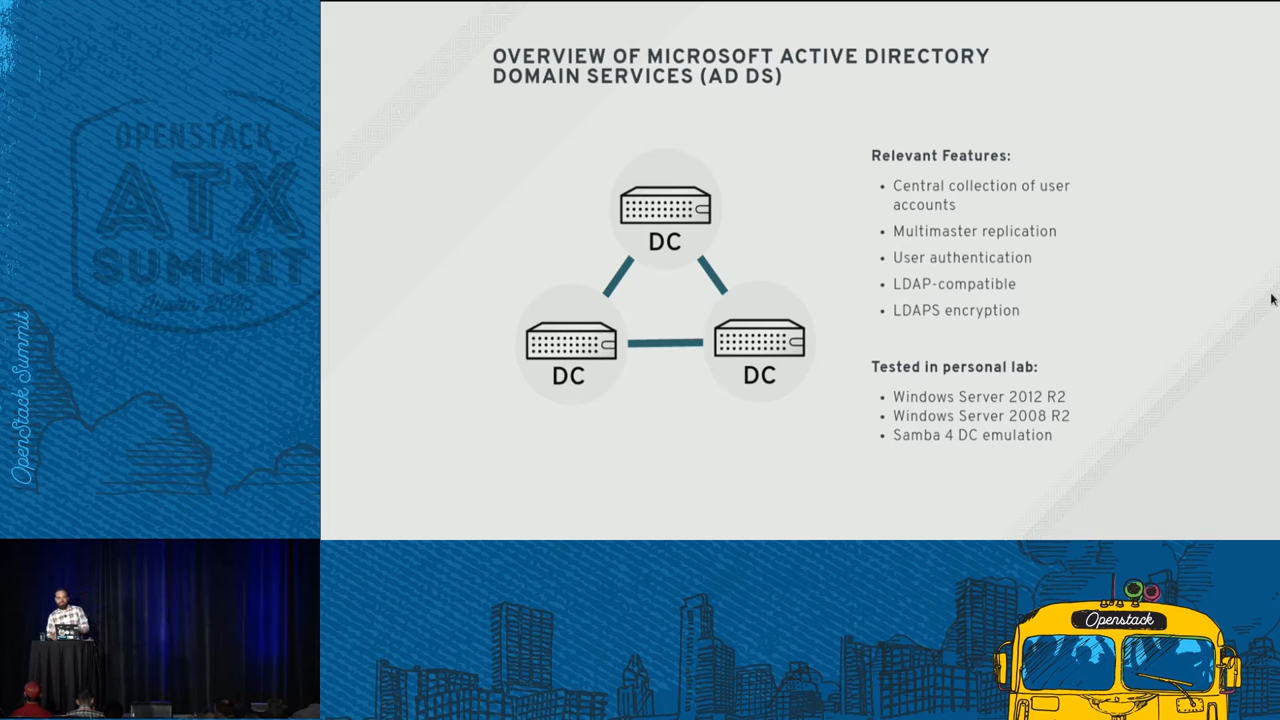 OPENSTACK
ATX
SUMMIT
OpenStack Summit
OVERVIEW OF MICROSOFT ACTIVE DIRECTORY
DOMAIN SERVICES (AD DS)
DC
DC
DC
Relevant Features:
• Central collection of user
accounts
• Multimaster replication
• User authentication
• LDAP-compatible
• LDAPS encryption
Tested in personal lab:
• Windows Server 2012 R2
• Windows Server 2008 R2
• Samba 4 DC emulation
Openstack